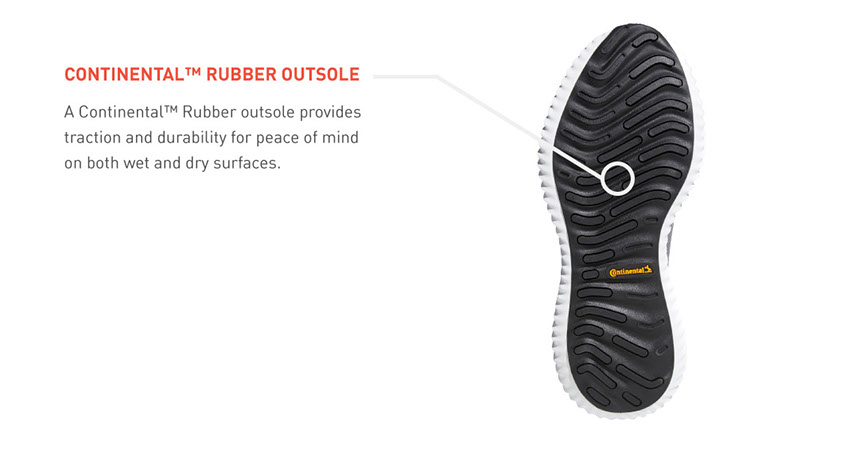 CONTINENTAL™ RUBBER OUTSOLE
A Continental™ Rubber outsole provides
traction and durability for peace of mind
on both wet and dry surfaces.
Continental